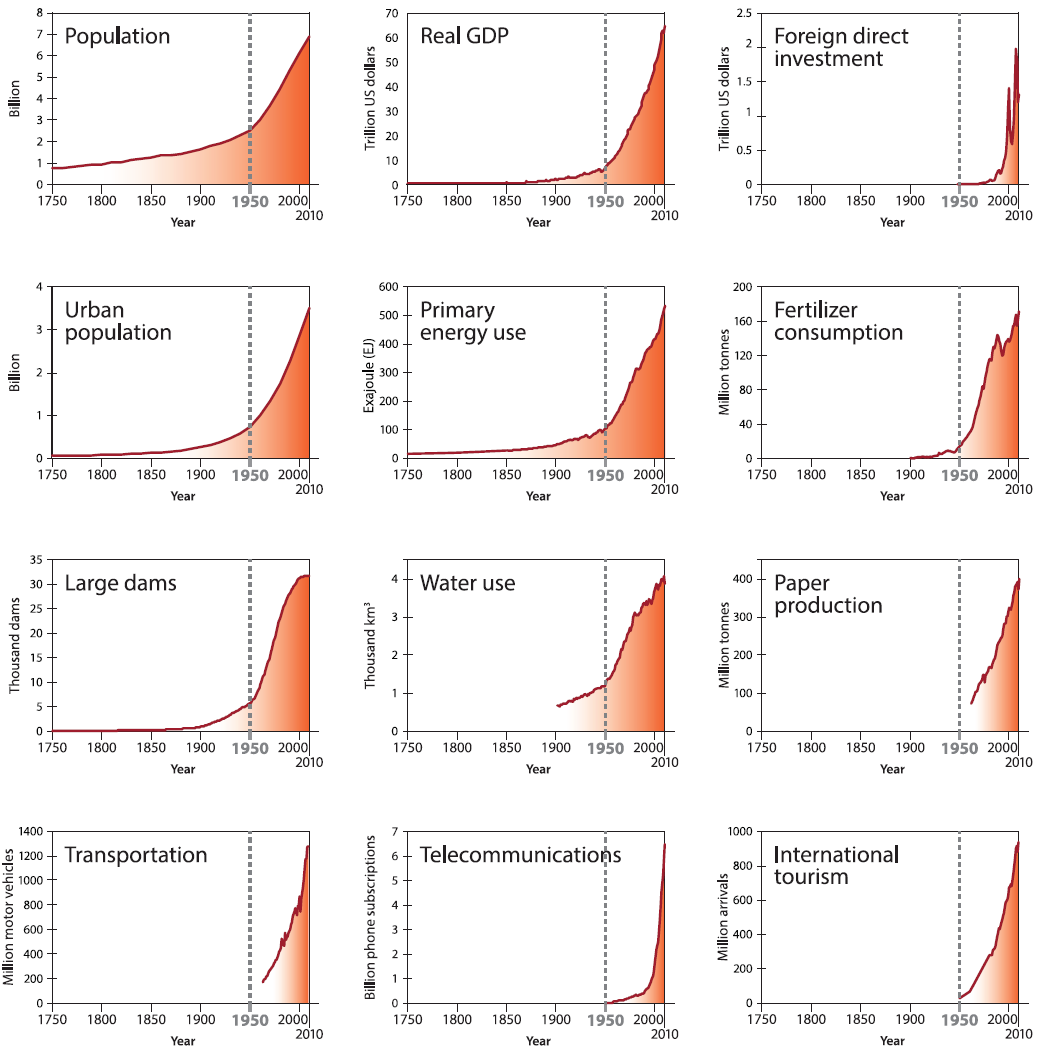 Population
Billion
8
7
6
5
4
3
2
1
0
1750 1800 1850 1900 1950 2000
2010
Year
Real GDP
Trillion US dollars
70
60
50
40
30
20
10
0
1750 1800 1850 1900 1950 2000
2010
Year
Foreign direct
investment
Trillion US dollars
2.5
2
1.5
1
0.5
0
1750 1800 1850 1900 1950 2000
2010
Year
Urban
population
Billion
4
3
2
1
0
1750 1800 1850 1900 1950 2000
2010
Year
Primary
energy use
Exajoule (EJ)
600
500
400
300
200
100
0
1750 1800 1850 1900 1950 2000
2010
Year
Fertilizer
consumption
Million tonnes
200
160
120
80
40
0
1750 1800 1850 1900 1950 2000
2010
Year
Large dams
Thousand dams
35
30
25
20
15
10
5
0
1750 1800 1850 1900 1950 2000
2010
Year
Water use
Thousand km³
4
3
2
1
0
1750 1800 1850 1900 1950 2000
2010
Year
Paper
production
Million tonnes
400
300
200
100
0
1750 1800 1850 1900 1950 2000
2010
Year
Transportation
Million motor vehicles
1400
1200
1000
800
600
400
200
0
1750 1800 1850 1900 1950 2000
2010
Year
Telecommunications
Billion phone subscriptions
7
6
5
4
3
2
1
0
1750 1800 1850 1900 1950 2000
2010
Year
International
tourism
Million arrivals
1000
800
600
400
200
0
1750 1800 1850 1900 1950 2000
2010
Year